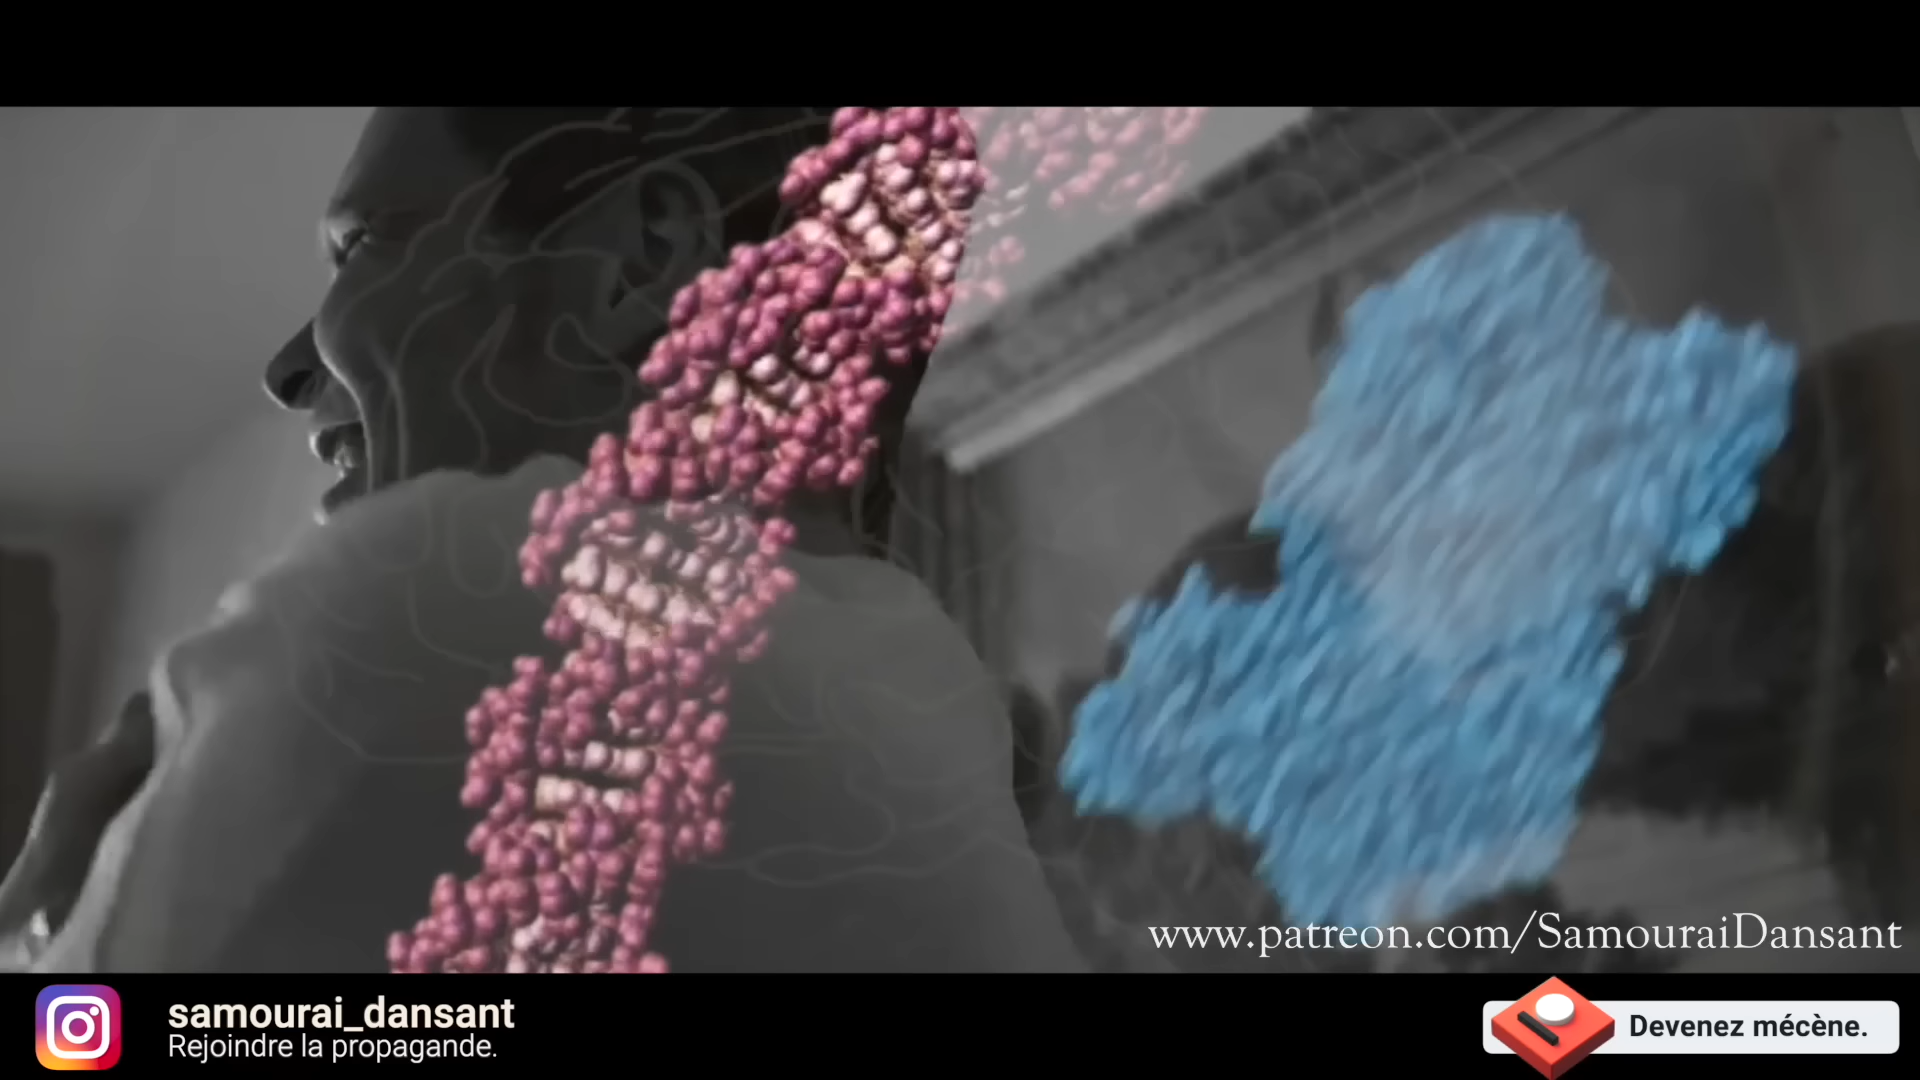 www.patreon.com/SamouraiDansant
samourai_dansant
Rejoindre la propagande.
Devenez mécène.